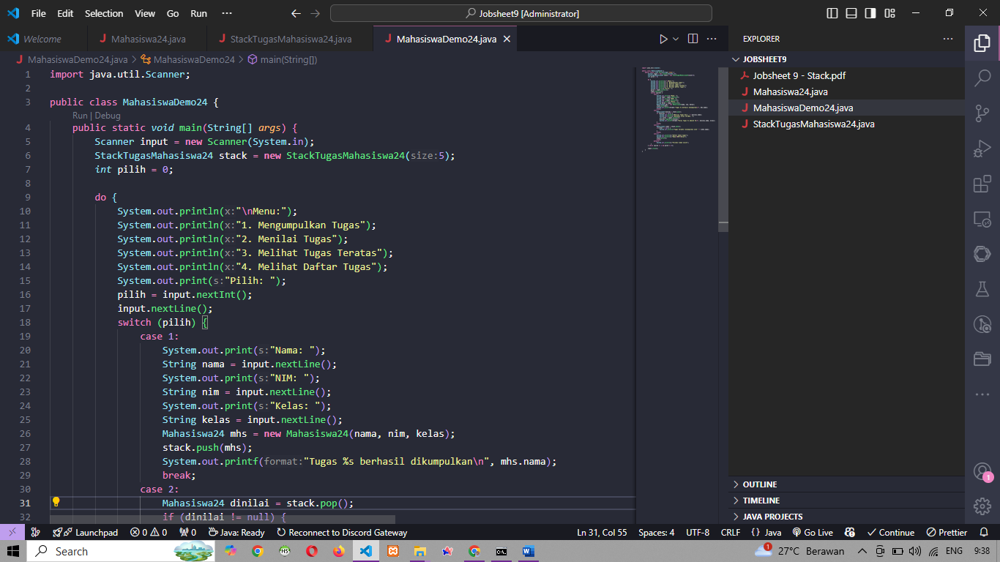 File Edit Selection View Go Run ··· Jobsheet9 [Administrator]
Welcome Mahasiswa24.java StackTugasMahasiswa24.java MahasiswaDemo24.java
MahasiswaDemo24.java > MahasiswaDemo24 > main(String[])
1 import java.util.Scanner;
2
3 public class MahasiswaDemo24 {
Run | Debug
4 public static void main(String[] args) {
5 Scanner input = new Scanner(System.in);
6 StackTugasMahasiswa24 stack = new StackTugasMahasiswa24(size:5);
7 int pilih = 0;
8
9 do {
10 System.out.println(x:"\nMenu:");
11 System.out.println(x:"1. Mengumpulkan Tugas");
12 System.out.println(x:"2. Menilai Tugas");
13 System.out.println(x:"3. Melihat Tugas Teratas");
14 System.out.println(x:"4. Melihat Daftar Tugas");
15 System.out.print(s:"Pilih: ");
16 pilih = input.nextInt();
17 input.nextLine();
18 switch (pilih) {
19 case 1:
20 System.out.print(s:"Nama: ");
21 String nama = input.nextLine();
22 System.out.print(s:"NIM: ");
23 String nim = input.nextLine();
24 System.out.print(s:"Kelas: ");
25 String kelas = input.nextLine();
26 Mahasiswa24 mhs = new Mahasiswa24(nama, nim, kelas);
27 stack.push(mhs);
28 System.out.printf(format:"Tugas %s berhasil dikumpulkan\n", mhs.nama);
29 break;
30 case 2:
31 Mahasiswa24 dinilai = stack.pop();
32 if (dinilai != null) {
EXPLORER
JOBSHEET9
Jobsheet 9 - Stack.pdf
Mahasiswa24.java
MahasiswaDemo24.java
StackTugasMahasiswa24.java
OUTLINE
TIMELINE
JAVA PROJECTS
1
Launchpad 0 0 0 Java: Ready Reconnect to Discord Gateway Ln 31, Col 55 Spaces: 4 UTF-8 CRLF {} Java Go Live Continue Prettier
Search HS W 1 27°C Berawan ENG 9:38